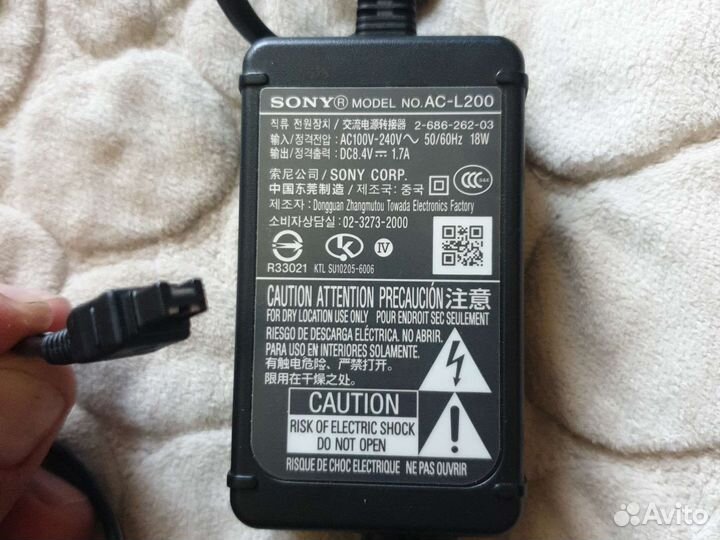 SONY® MODEL NO. AC-L200
직류 전원장치 / 交流电源转接器 2-686-262-03
输入/정격전압: AC100V-240V～ 50/60Hz 18W
输出/정격출력: DC8.4V⎓ 1.7A
索尼公司 / SONY CORP.
中国东莞制造 / 제조국: 중국
제조자: Dongguan Zhangmutou Towada Electronics Factory
소비자상담실: 02-3273-2000
R33021 KTL SU10205-6006
IV
CAUTION ATTENTION PRECAUCIÓN 注意
FOR DRY LOCATION USE ONLY POUR ENDROIT SEC SEULEMENT
RIESGO DE DESCARGA ELÉCTRICA. NO ABRIR.
PARA USO EN INTERIORES SOLAMENTE.
有触电危险、严禁打开。
限用在干燥之处。
CAUTION
RISK OF ELECTRIC SHOCK
DO NOT OPEN
RISQUE DE CHOC ELECTRIQUE NE PAS OUVRIR
Avito